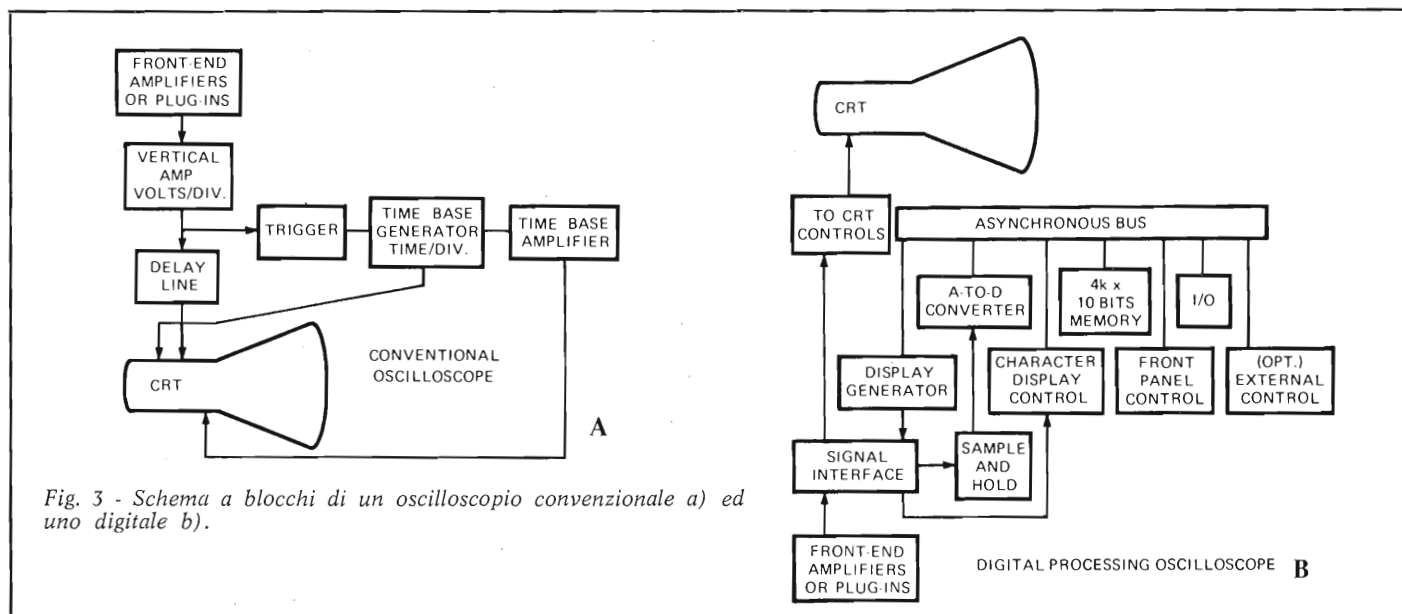 FRONT-END
AMPLIFIERS
OR PLUG-INS
VERTICAL
AMP
VOLTS/DIV.
TRIGGER
TIME BASE
GENERATOR
TIME/DIV.
TIME BASE
AMPLIFIER
DELAY
LINE
CRT
CONVENTIONAL
OSCILLOSCOPE
A
Fig. 3 - Schema a blocchi di un oscilloscopio convenzionale a) ed
uno digitale b).
CRT
TO CRT
CONTROLS
ASYNCHRONOUS BUS
A-TO-D
CONVERTER
4k x
10 BITS
MEMORY
I/O
DISPLAY
GENERATOR
CHARACTER
DISPLAY
CONTROL
FRONT
PANEL
CONTROL
(OPT.)
EXTERNAL
CONTROL
SIGNAL
INTERFACE
SAMPLE
AND
HOLD
FRONT-END
AMPLIFIERS
OR PLUG-INS
DIGITAL PROCESSING OSCILLOSCOPE B